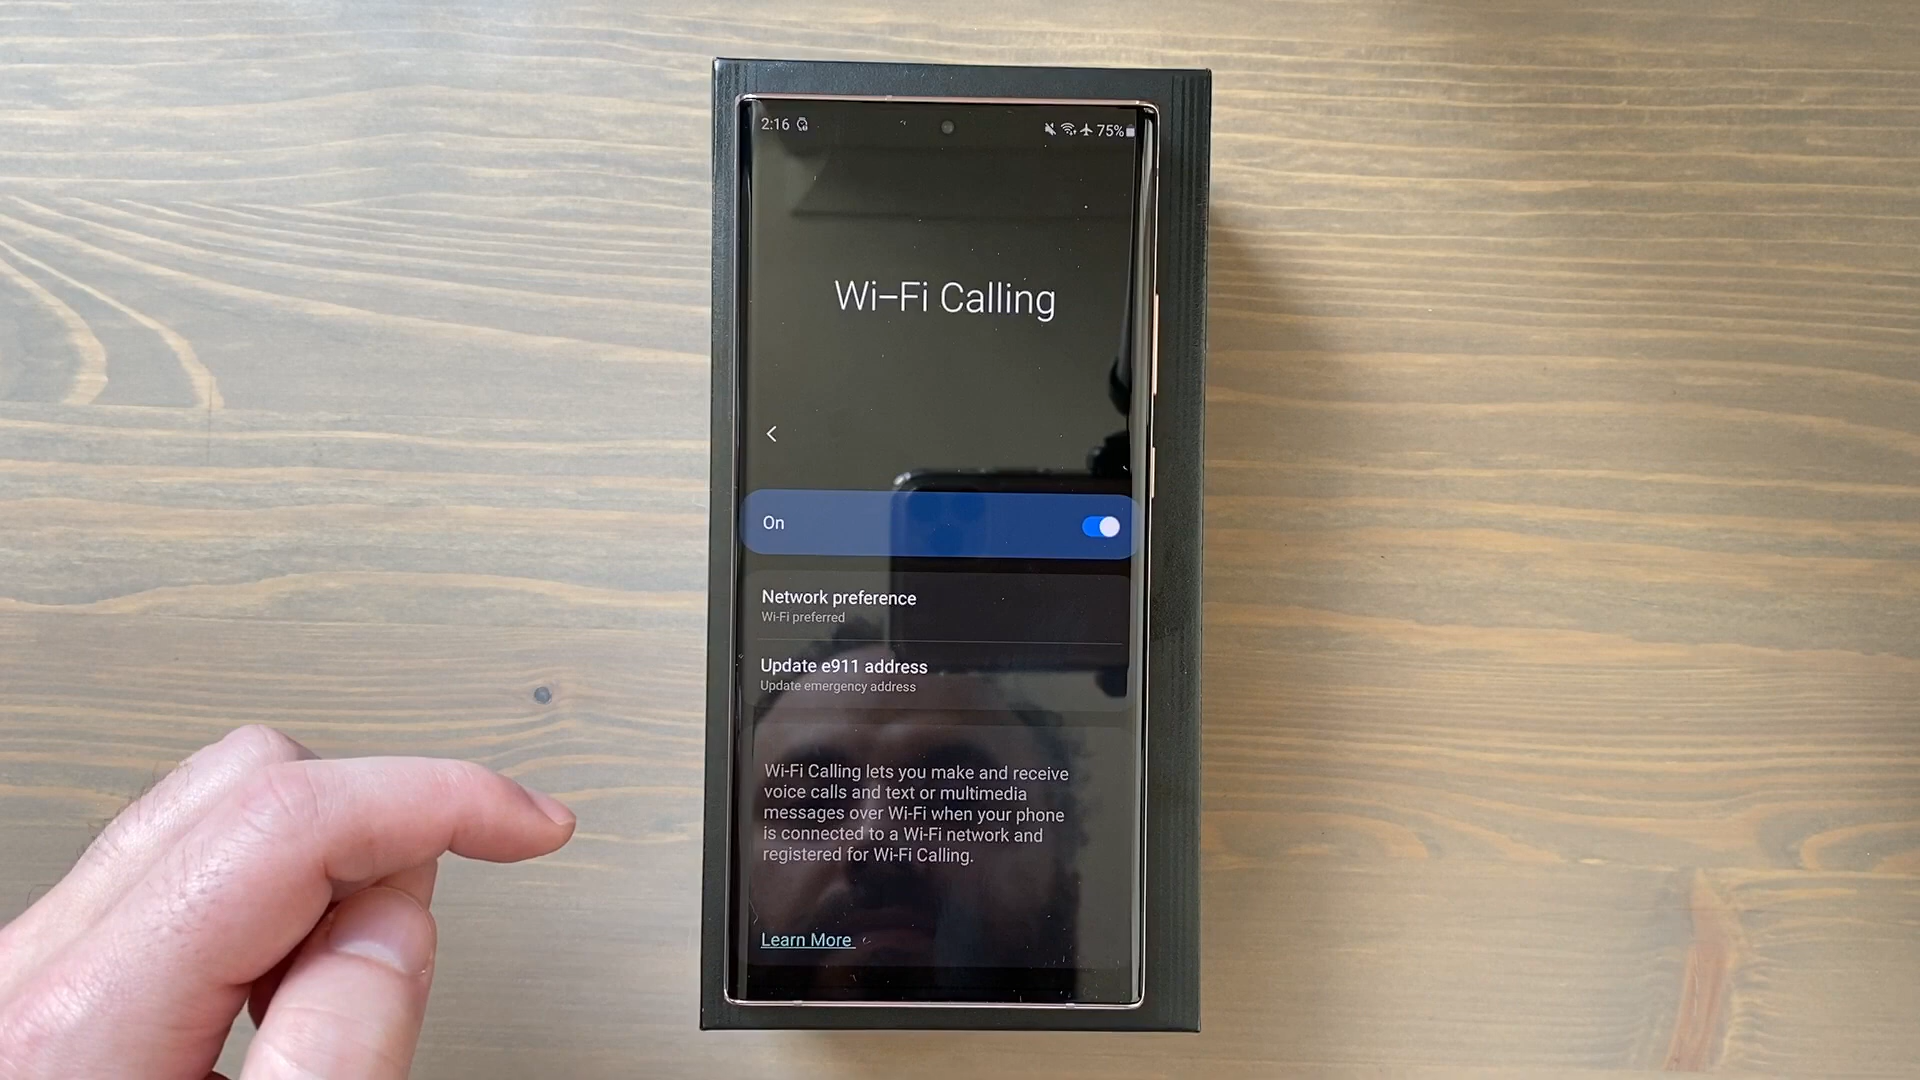 2:16 75%
Wi-Fi Calling
On
Network preference
Wi-Fi preferred
Update e911 address
Update emergency address
Wi-Fi Calling lets you make and receive
voice calls and text or multimedia
messages over Wi-Fi when your phone
is connected to a Wi-Fi network and
registered for Wi-Fi Calling.
Learn More